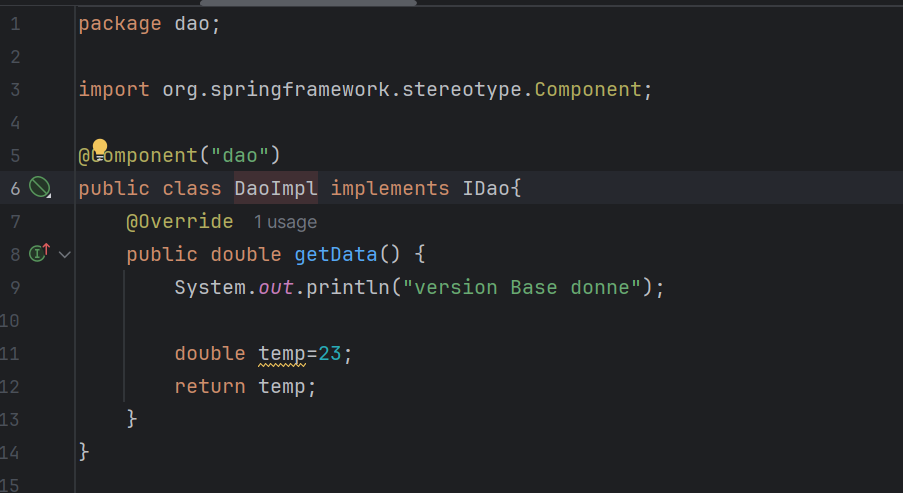 1 package dao;
2
3 import org.springframework.stereotype.Component;
4
5 @Component("dao")
6 public class DaoImpl implements IDao{
7 @Override 1 usage
8 public double getData() {
9 System.out.println("version Base donne");
10
11 double temp=23;
12 return temp;
13 }
14 }
15